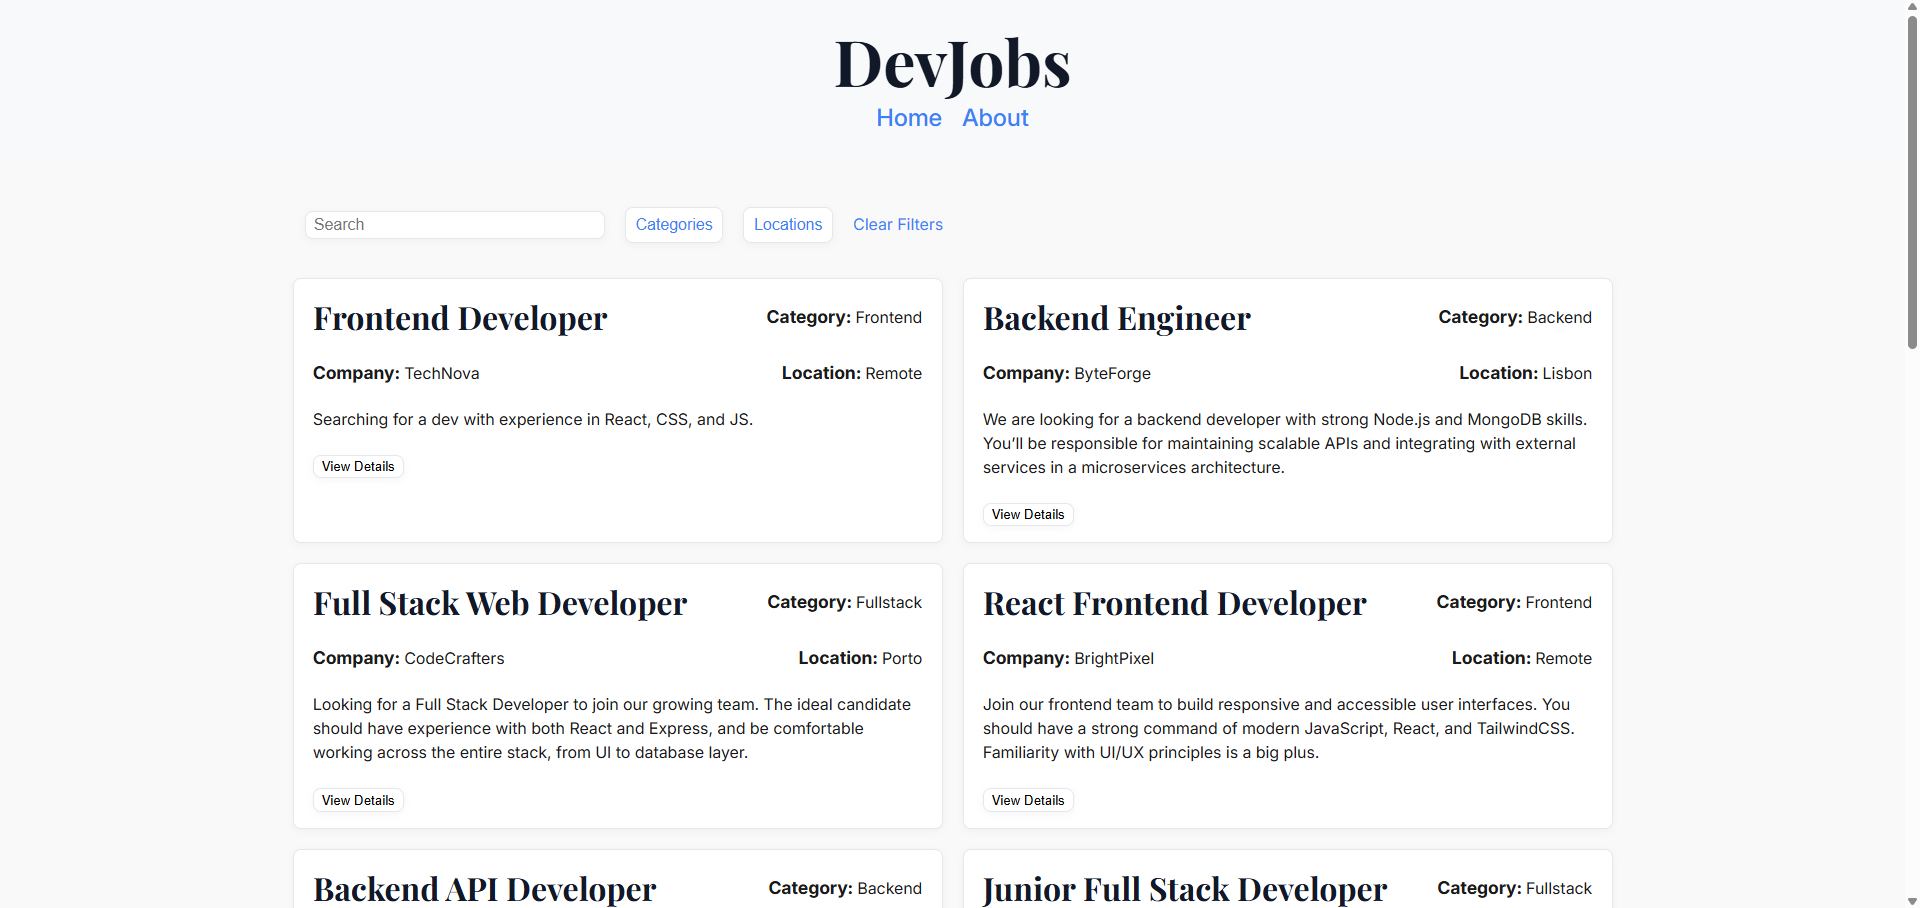 DevJobs
Home About
Search Categories Locations Clear Filters
Frontend Developer Category: Frontend
Company: TechNova Location: Remote
Searching for a dev with experience in React, CSS, and JS.
View Details
Backend Engineer Category: Backend
Company: ByteForge Location: Lisbon
We are looking for a backend developer with strong Node.js and MongoDB skills.
You’ll be responsible for maintaining scalable APIs and integrating with external
services in a microservices architecture.
View Details
Full Stack Web Developer Category: Fullstack
Company: CodeCrafters Location: Porto
Looking for a Full Stack Developer to join our growing team. The ideal candidate
should have experience with both React and Express, and be comfortable
working across the entire stack, from UI to database layer.
View Details
React Frontend Developer Category: Frontend
Company: BrightPixel Location: Remote
Join our frontend team to build responsive and accessible user interfaces. You
should have a strong command of modern JavaScript, React, and TailwindCSS.
Familiarity with UI/UX principles is a big plus.
View Details
Backend API Developer Category: Backend
Junior Full Stack Developer Category: Fullstack